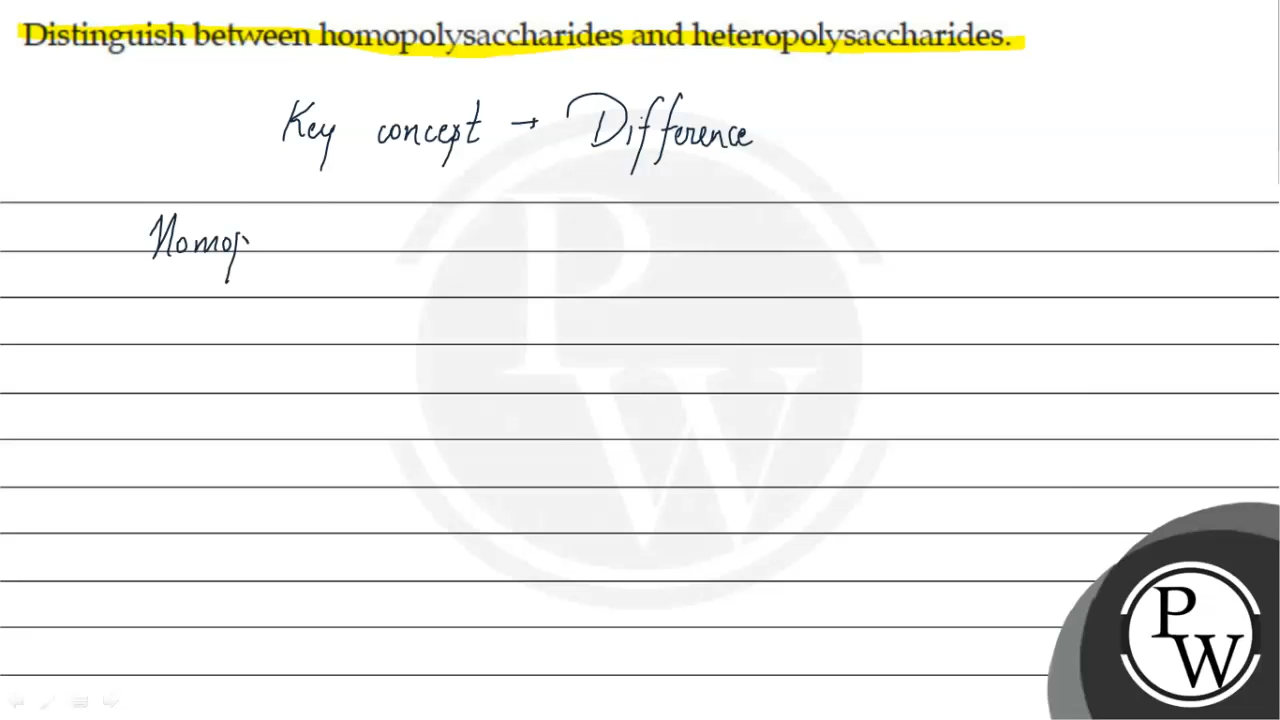 Distinguish between homopolysaccharides and heteropolysaccharides.
Key concept → Difference
Homop
P
W
P
W